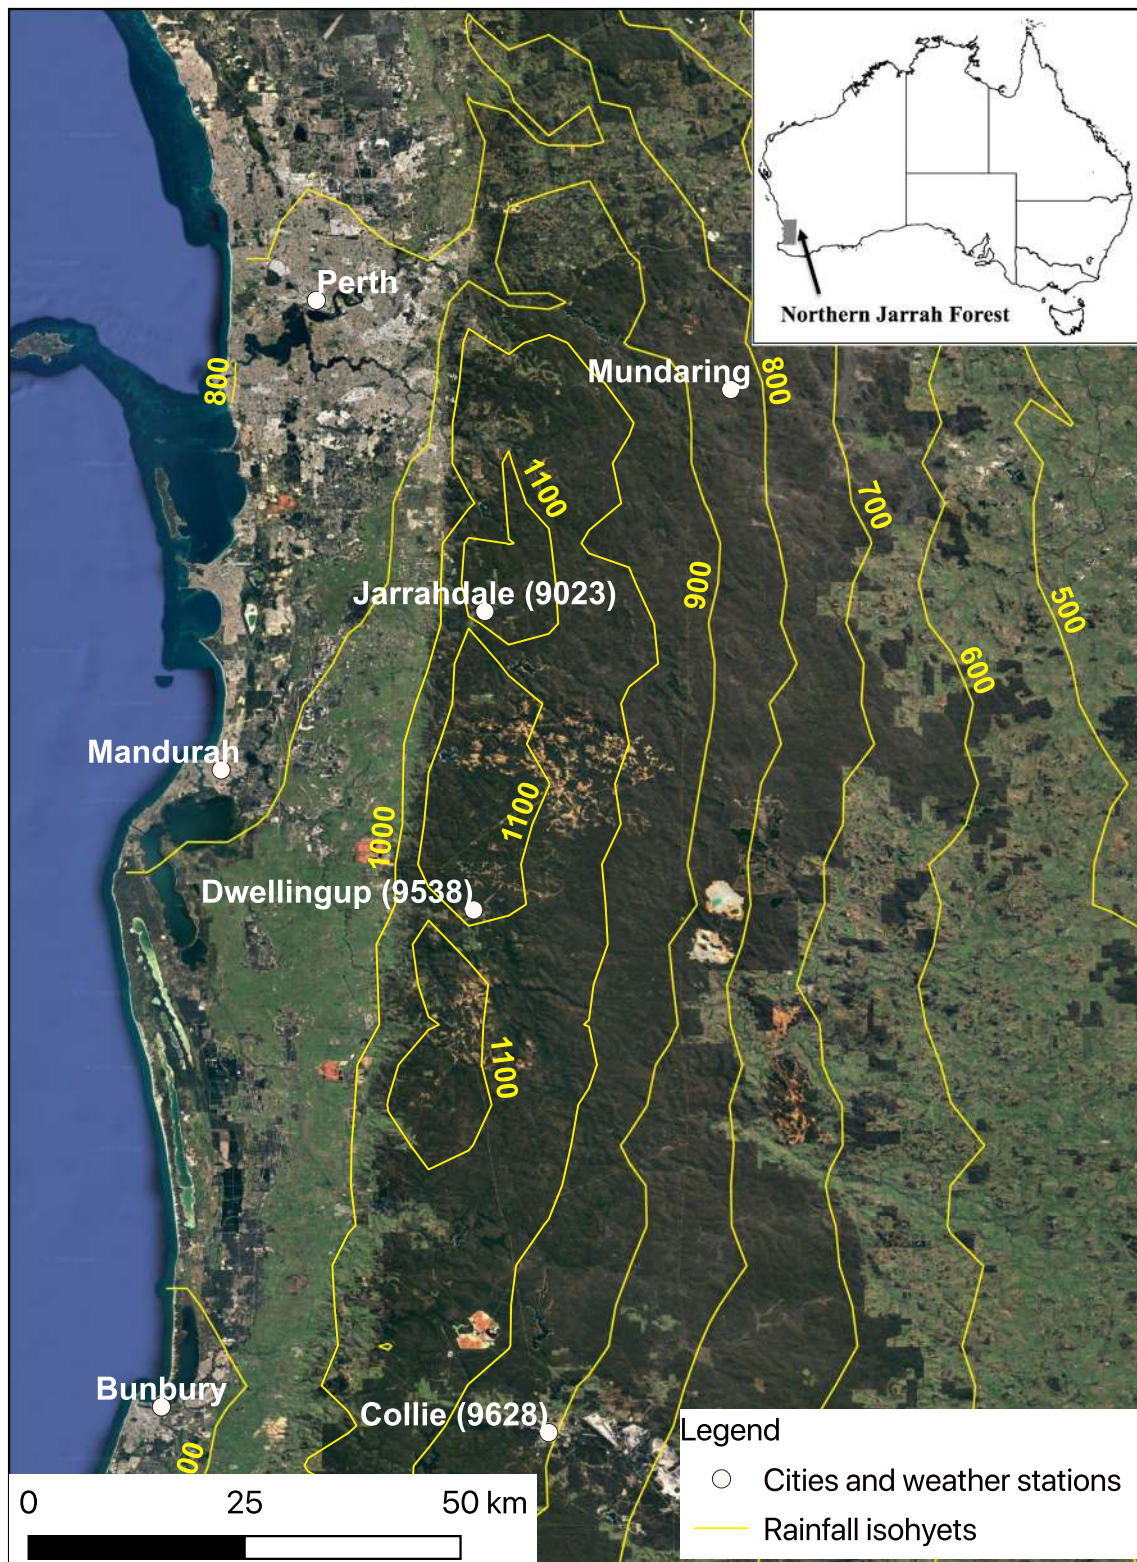 Northern Jarrah Forest
Perth
Mundaring
800
800
1100
700
900
Jarrahdale (9023)
500
600
Mandurah
1100
1000
Dwellingup (9538)
1100
Bunbury
Collie (9628)
00
Legend
Cities and weather stations
Rainfall isohyets
0 25 50 km